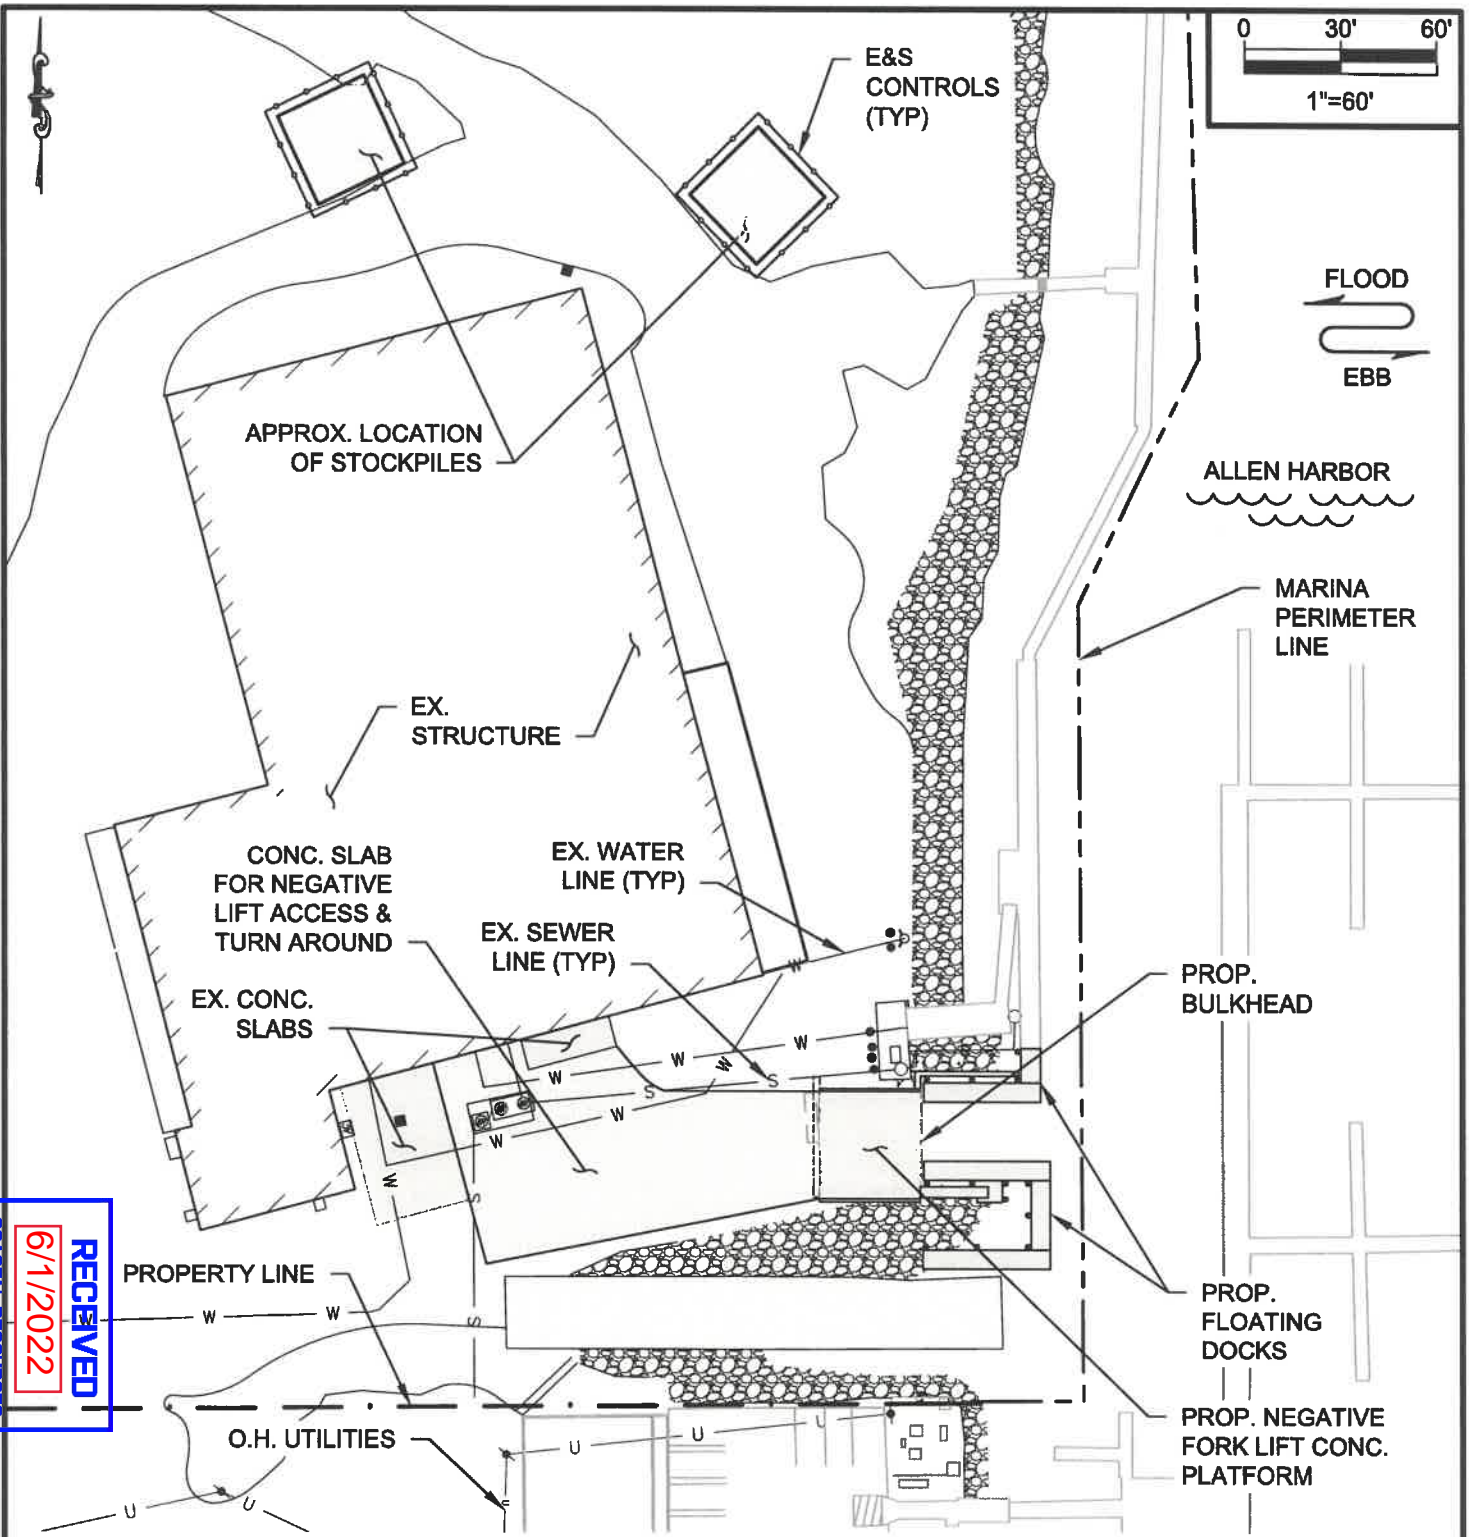 0 30' 60'
1"=60'
E&S
CONTROLS
(TYP)
FLOOD
EBB
APPROX. LOCATION
OF STOCKPILES
ALLEN HARBOR
MARINA
PERIMETER
LINE
EX.
STRUCTURE
CONC. SLAB
FOR NEGATIVE
LIFT ACCESS &
TURN AROUND
EX. WATER
LINE (TYP)
EX. SEWER
LINE (TYP)
EX. CONC.
SLABS
PROP.
BULKHEAD
W
W
W
W
W
W
S
S
W
W
W
S
RECEIVED
6/1/2022
PROPERTY LINE
W
W
W
S
PROP.
FLOATING
DOCKS
O.H. UTILITIES
U
U
U
U
U
PROP. NEGATIVE
FORK LIFT CONC.
PLATFORM